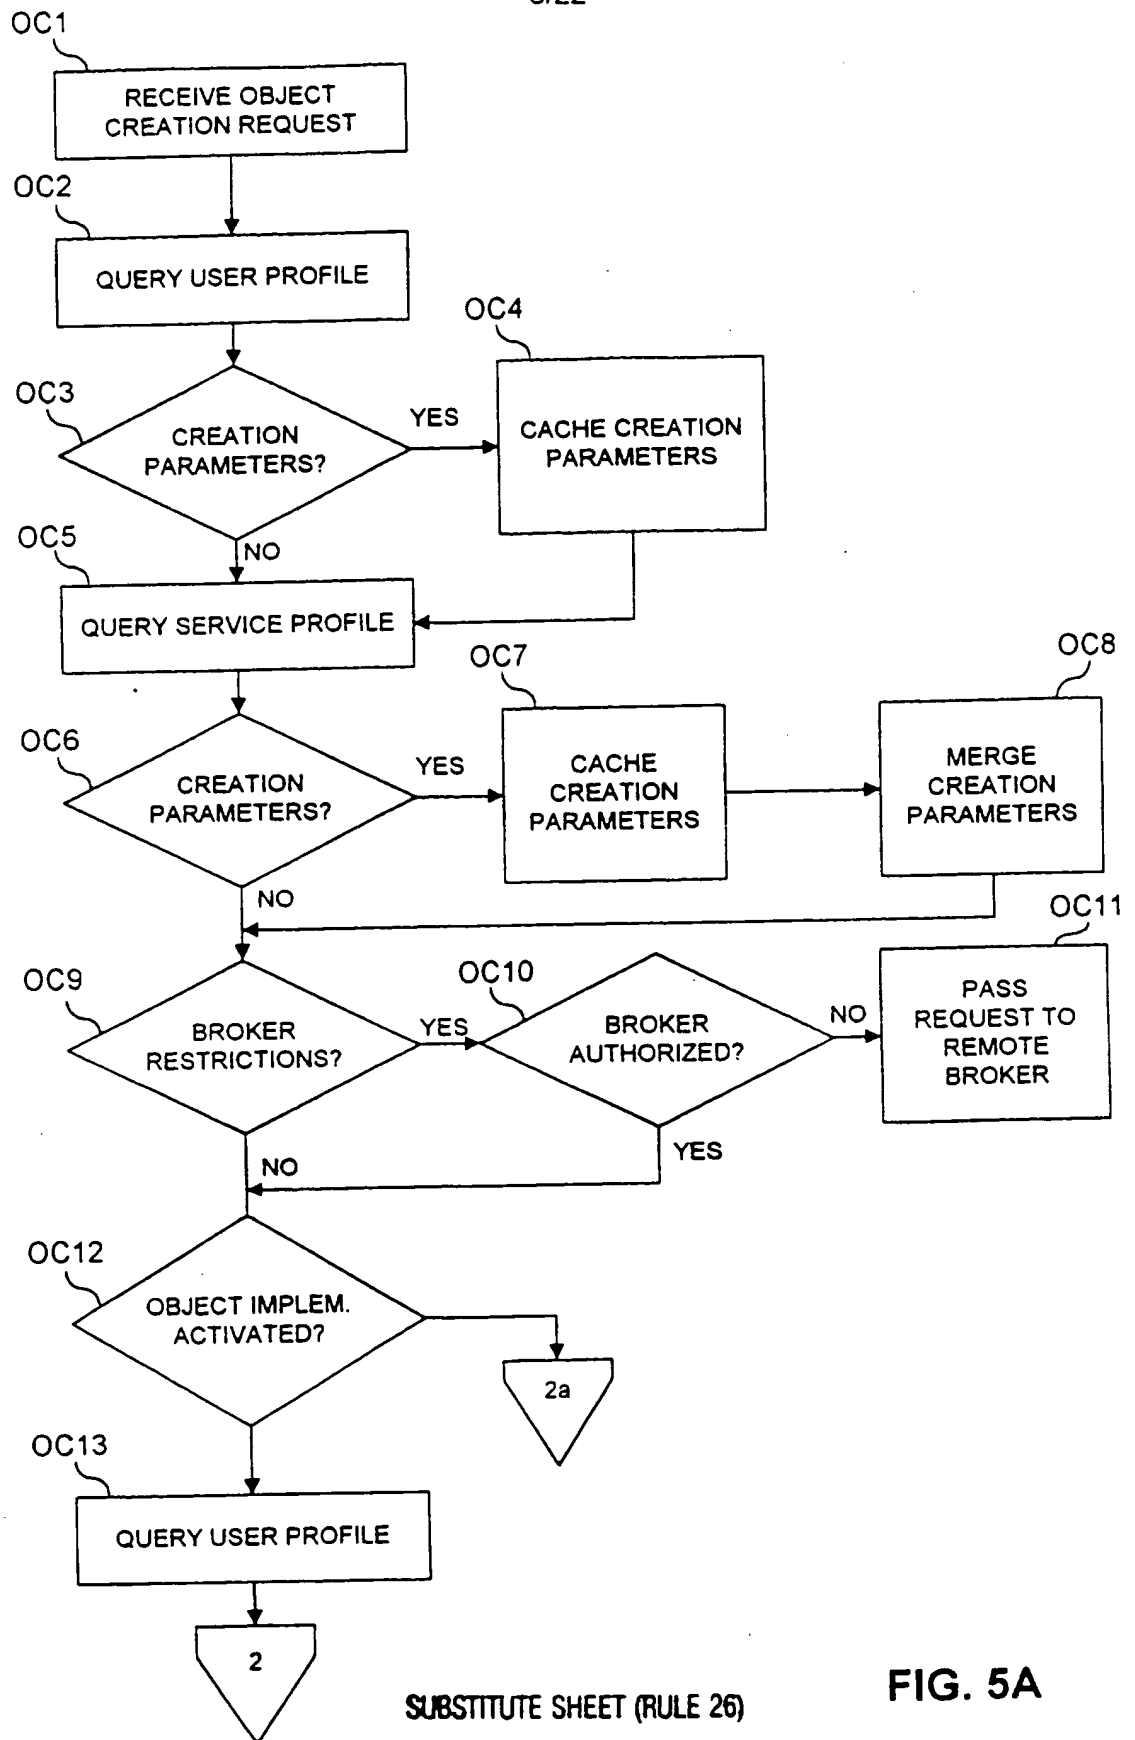 OC1
RECEIVE OBJECT
CREATION REQUEST
OC2
QUERY USER PROFILE
OC3
CREATION
PARAMETERS?
YES
OC4
CACHE CREATION
PARAMETERS
NO
OC5
QUERY SERVICE PROFILE
OC6
CREATION
PARAMETERS?
YES
OC7
CACHE
CREATION
PARAMETERS
OC8
MERGE
CREATION
PARAMETERS
NO
OC9
BROKER
RESTRICTIONS?
YES
OC10
BROKER
AUTHORIZED?
NO
OC11
PASS
REQUEST TO
REMOTE
BROKER
YES
NO
OC12
OBJECT IMPLEM.
ACTIVATED?
2a
OC13
QUERY USER PROFILE
2
SUBSTITUTE SHEET (RULE 26)
FIG. 5A